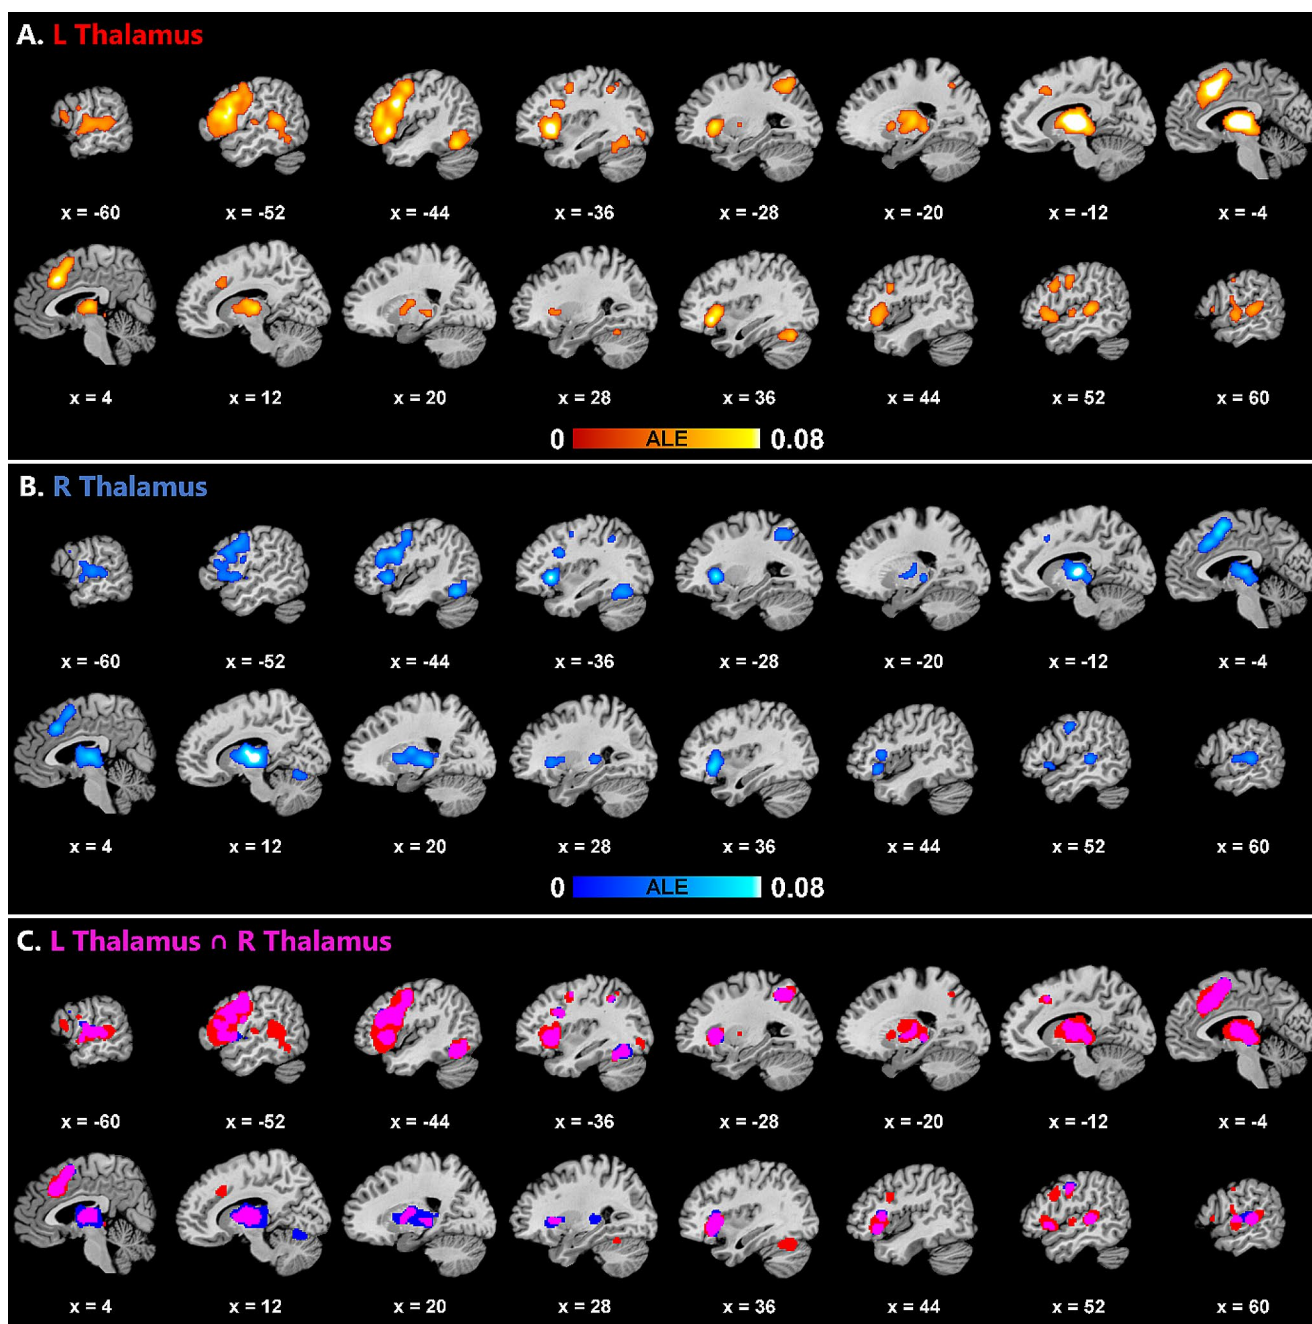 A. L Thalamus
x = -60 x = -52 x = -44 x = -36 x = -28 x = -20 x = -12 x = -4
x = 4 x = 12 x = 20 x = 28 x = 36 x = 44 x = 52 x = 60
0 ALE 0.08
B. R Thalamus
x = -60 x = -52 x = -44 x = -36 x = -28 x = -20 x = -12 x = -4
x = 4 x = 12 x = 20 x = 28 x = 36 x = 44 x = 52 x = 60
0 ALE 0.08
C. L Thalamus ∩ R Thalamus
x = -60 x = -52 x = -44 x = -36 x = -28 x = -20 x = -12 x = -4
x = 4 x = 12 x = 20 x = 28 x = 36 x = 44 x = 52 x = 60